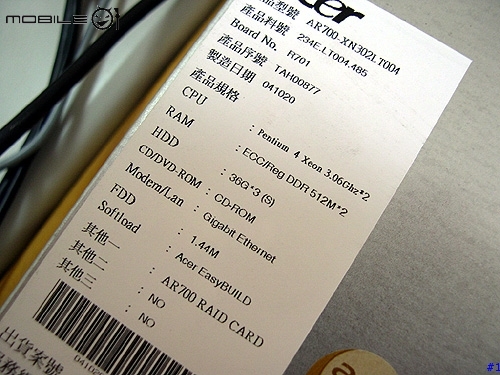 MOBILE01
cer
品型號 AR700-XN302LT004
產品料號 234E.LT004.485
Board No. R701
產品序號 TAH00877
製造日期 041020
產品規格
CPU : Pentium 4 Xeon 3.06Ghz*2
RAM : ECC/Reg DDR 512M*2
HDD : 36G*3 (S)
CD/DVD-ROM : CD-ROM
Modem/Lan : Gigabit Ethernet
FDD : 1.44M
Softload : Acer EasyBUILD
其他一 : AR700 RAID CARD
其他二 : NO
其他三 : NO
出貨案號
#1